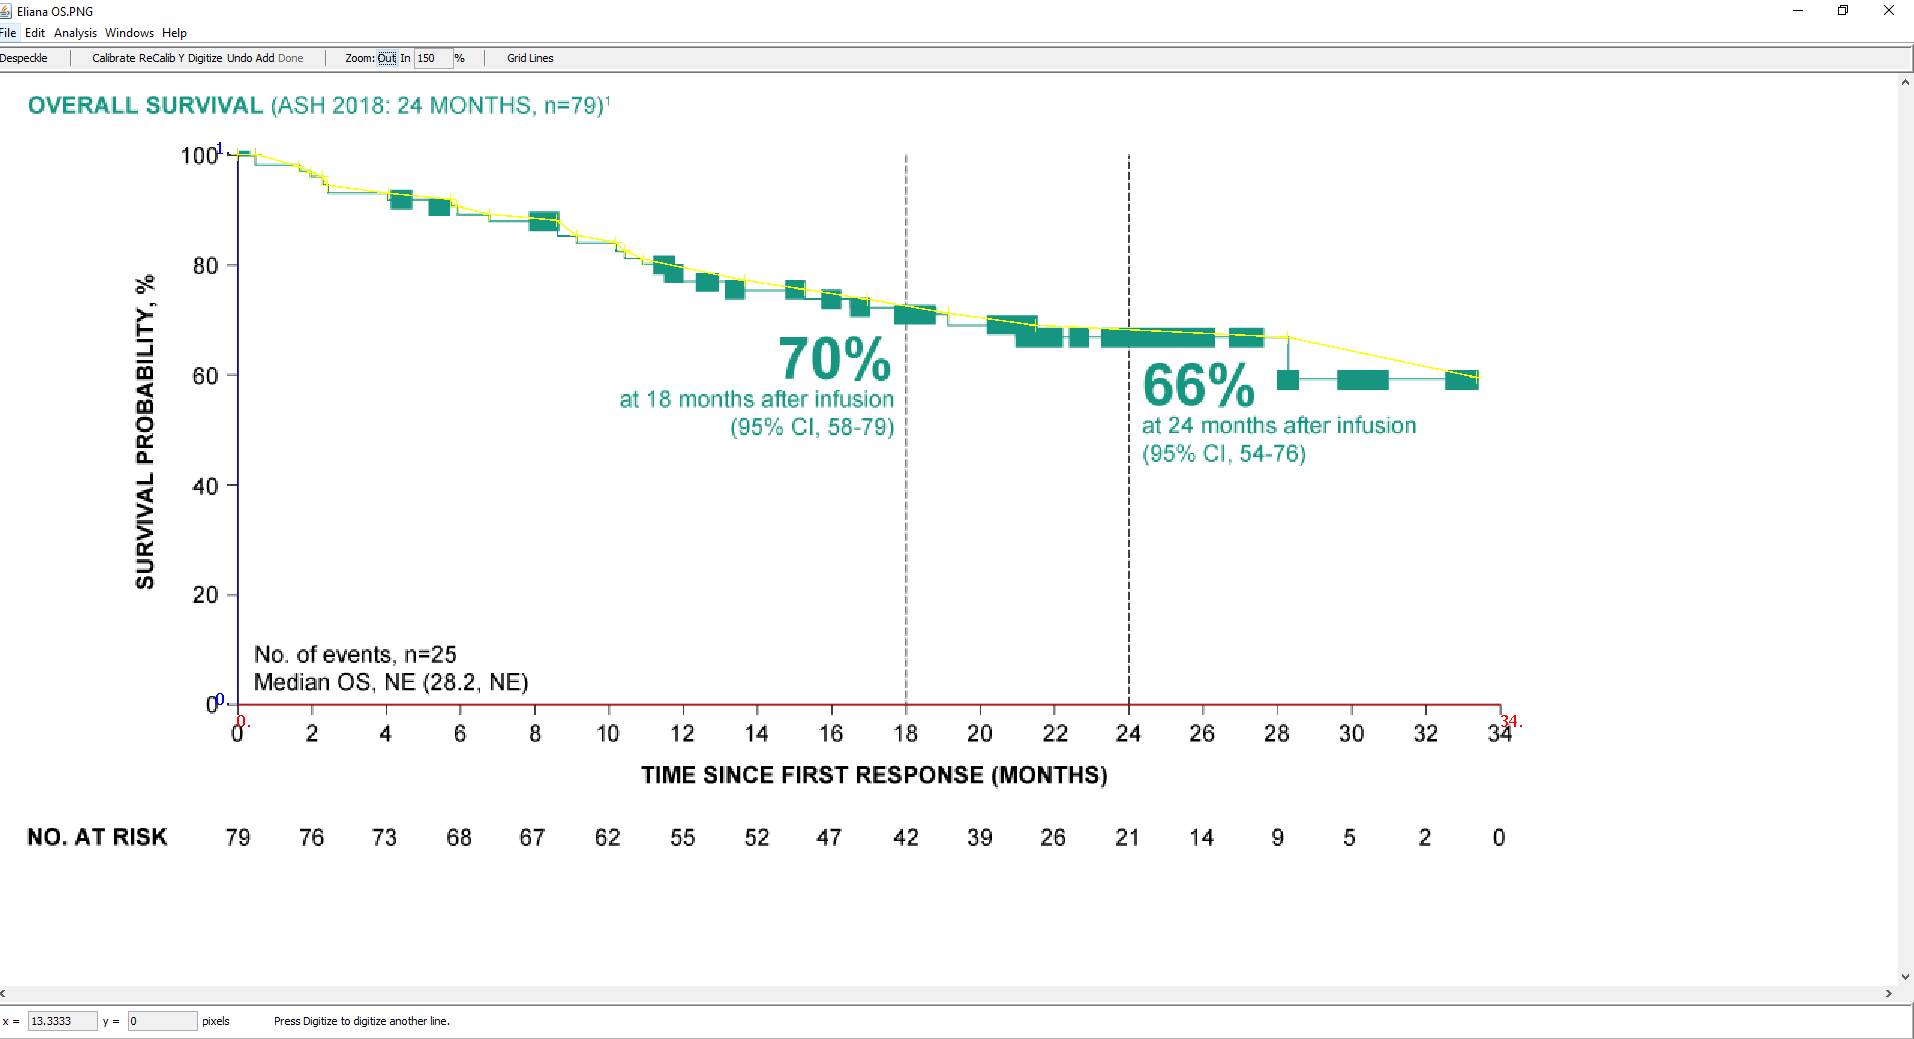 Eliana OS.PNG
File Edit Analysis Windows Help
Despeckle Calibrate ReCalib Y Digitize Undo Add Done Zoom: Out In 150 % Grid Lines
OVERALL SURVIVAL (ASH 2018: 24 MONTHS, n=79)¹
100
1.
80
60
40
20
0
0.
SURVIVAL PROBABILITY, %
70%
at 18 months after infusion
(95% CI, 58-79)
66%
at 24 months after infusion
(95% CI, 54-76)
No. of events, n=25
Median OS, NE (28.2, NE)
0. 34.
0 2 4 6 8 10 12 14 16 18 20 22 24 26 28 30 32 34
TIME SINCE FIRST RESPONSE (MONTHS)
NO. AT RISK 79 76 73 68 67 62 55 52 47 42 39 26 21 14 9 5 2 0
x = 13.3333 y = 0 pixels Press Digitize to digitize another line.